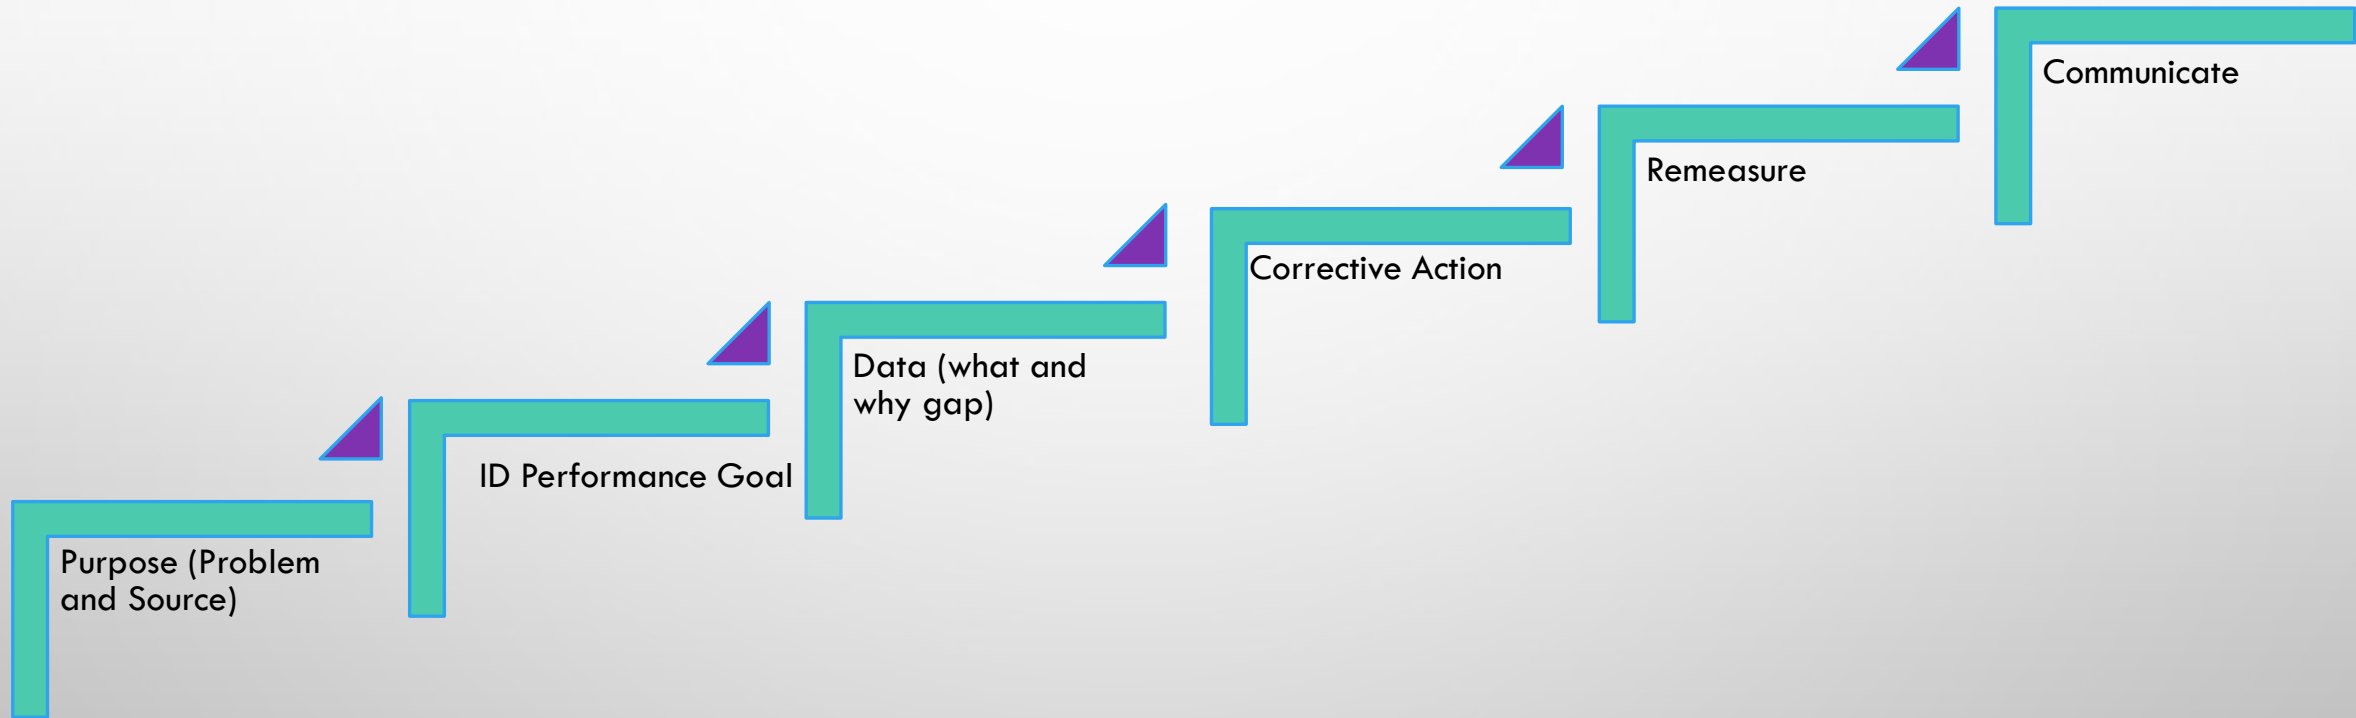 Purpose (Problem
and Source)
ID Performance Goal
Data (what and
why gap)
Corrective Action
Remeasure
Communicate